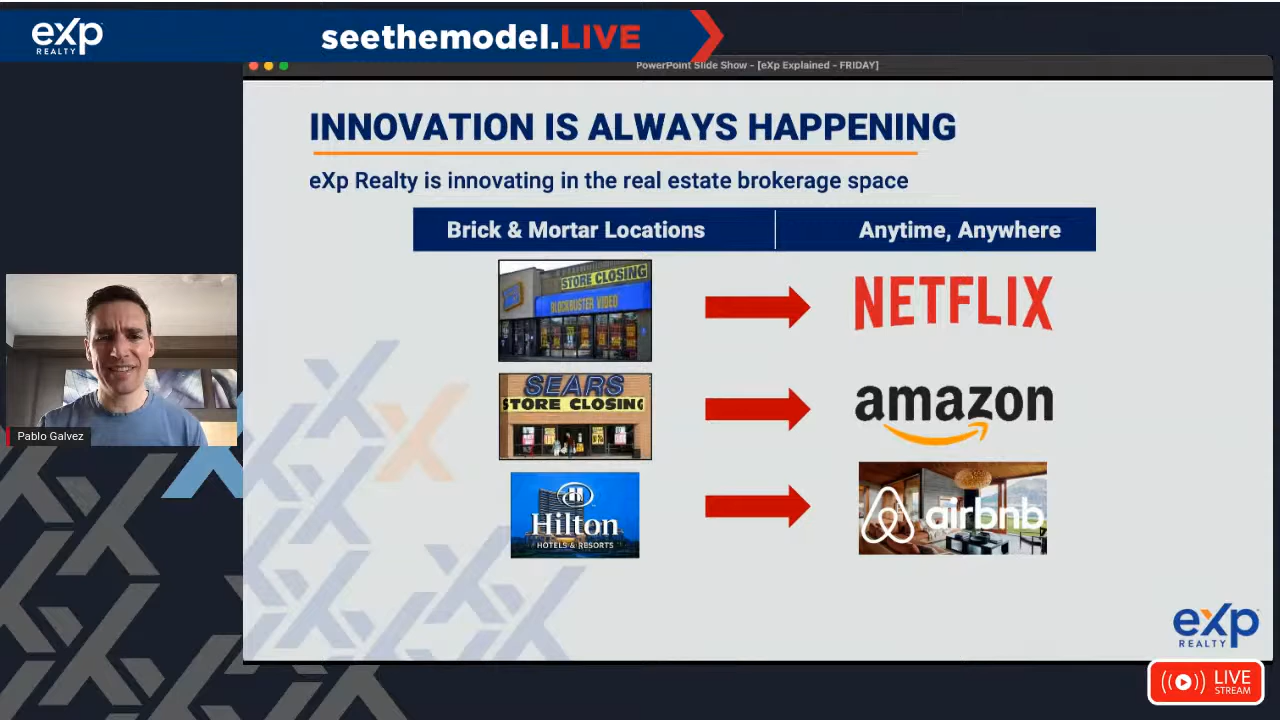 eXp
REALTY
seethemodel.LIVE
PowerPoint Slide Show - [eXp Explained - FRIDAY]
INNOVATION IS ALWAYS HAPPENING
eXp Realty is innovating in the real estate brokerage space
Brick & Mortar Locations
Anytime, Anywhere
STORE CLOSING
BLOCKBUSTER VIDEO
NETFLIX
SEARS
STORE CLOSING
amazon
Hilton
HOTELS & RESORTS
airbnb
Pablo Galvez
eXp
REALTY
LIVE
STREAM